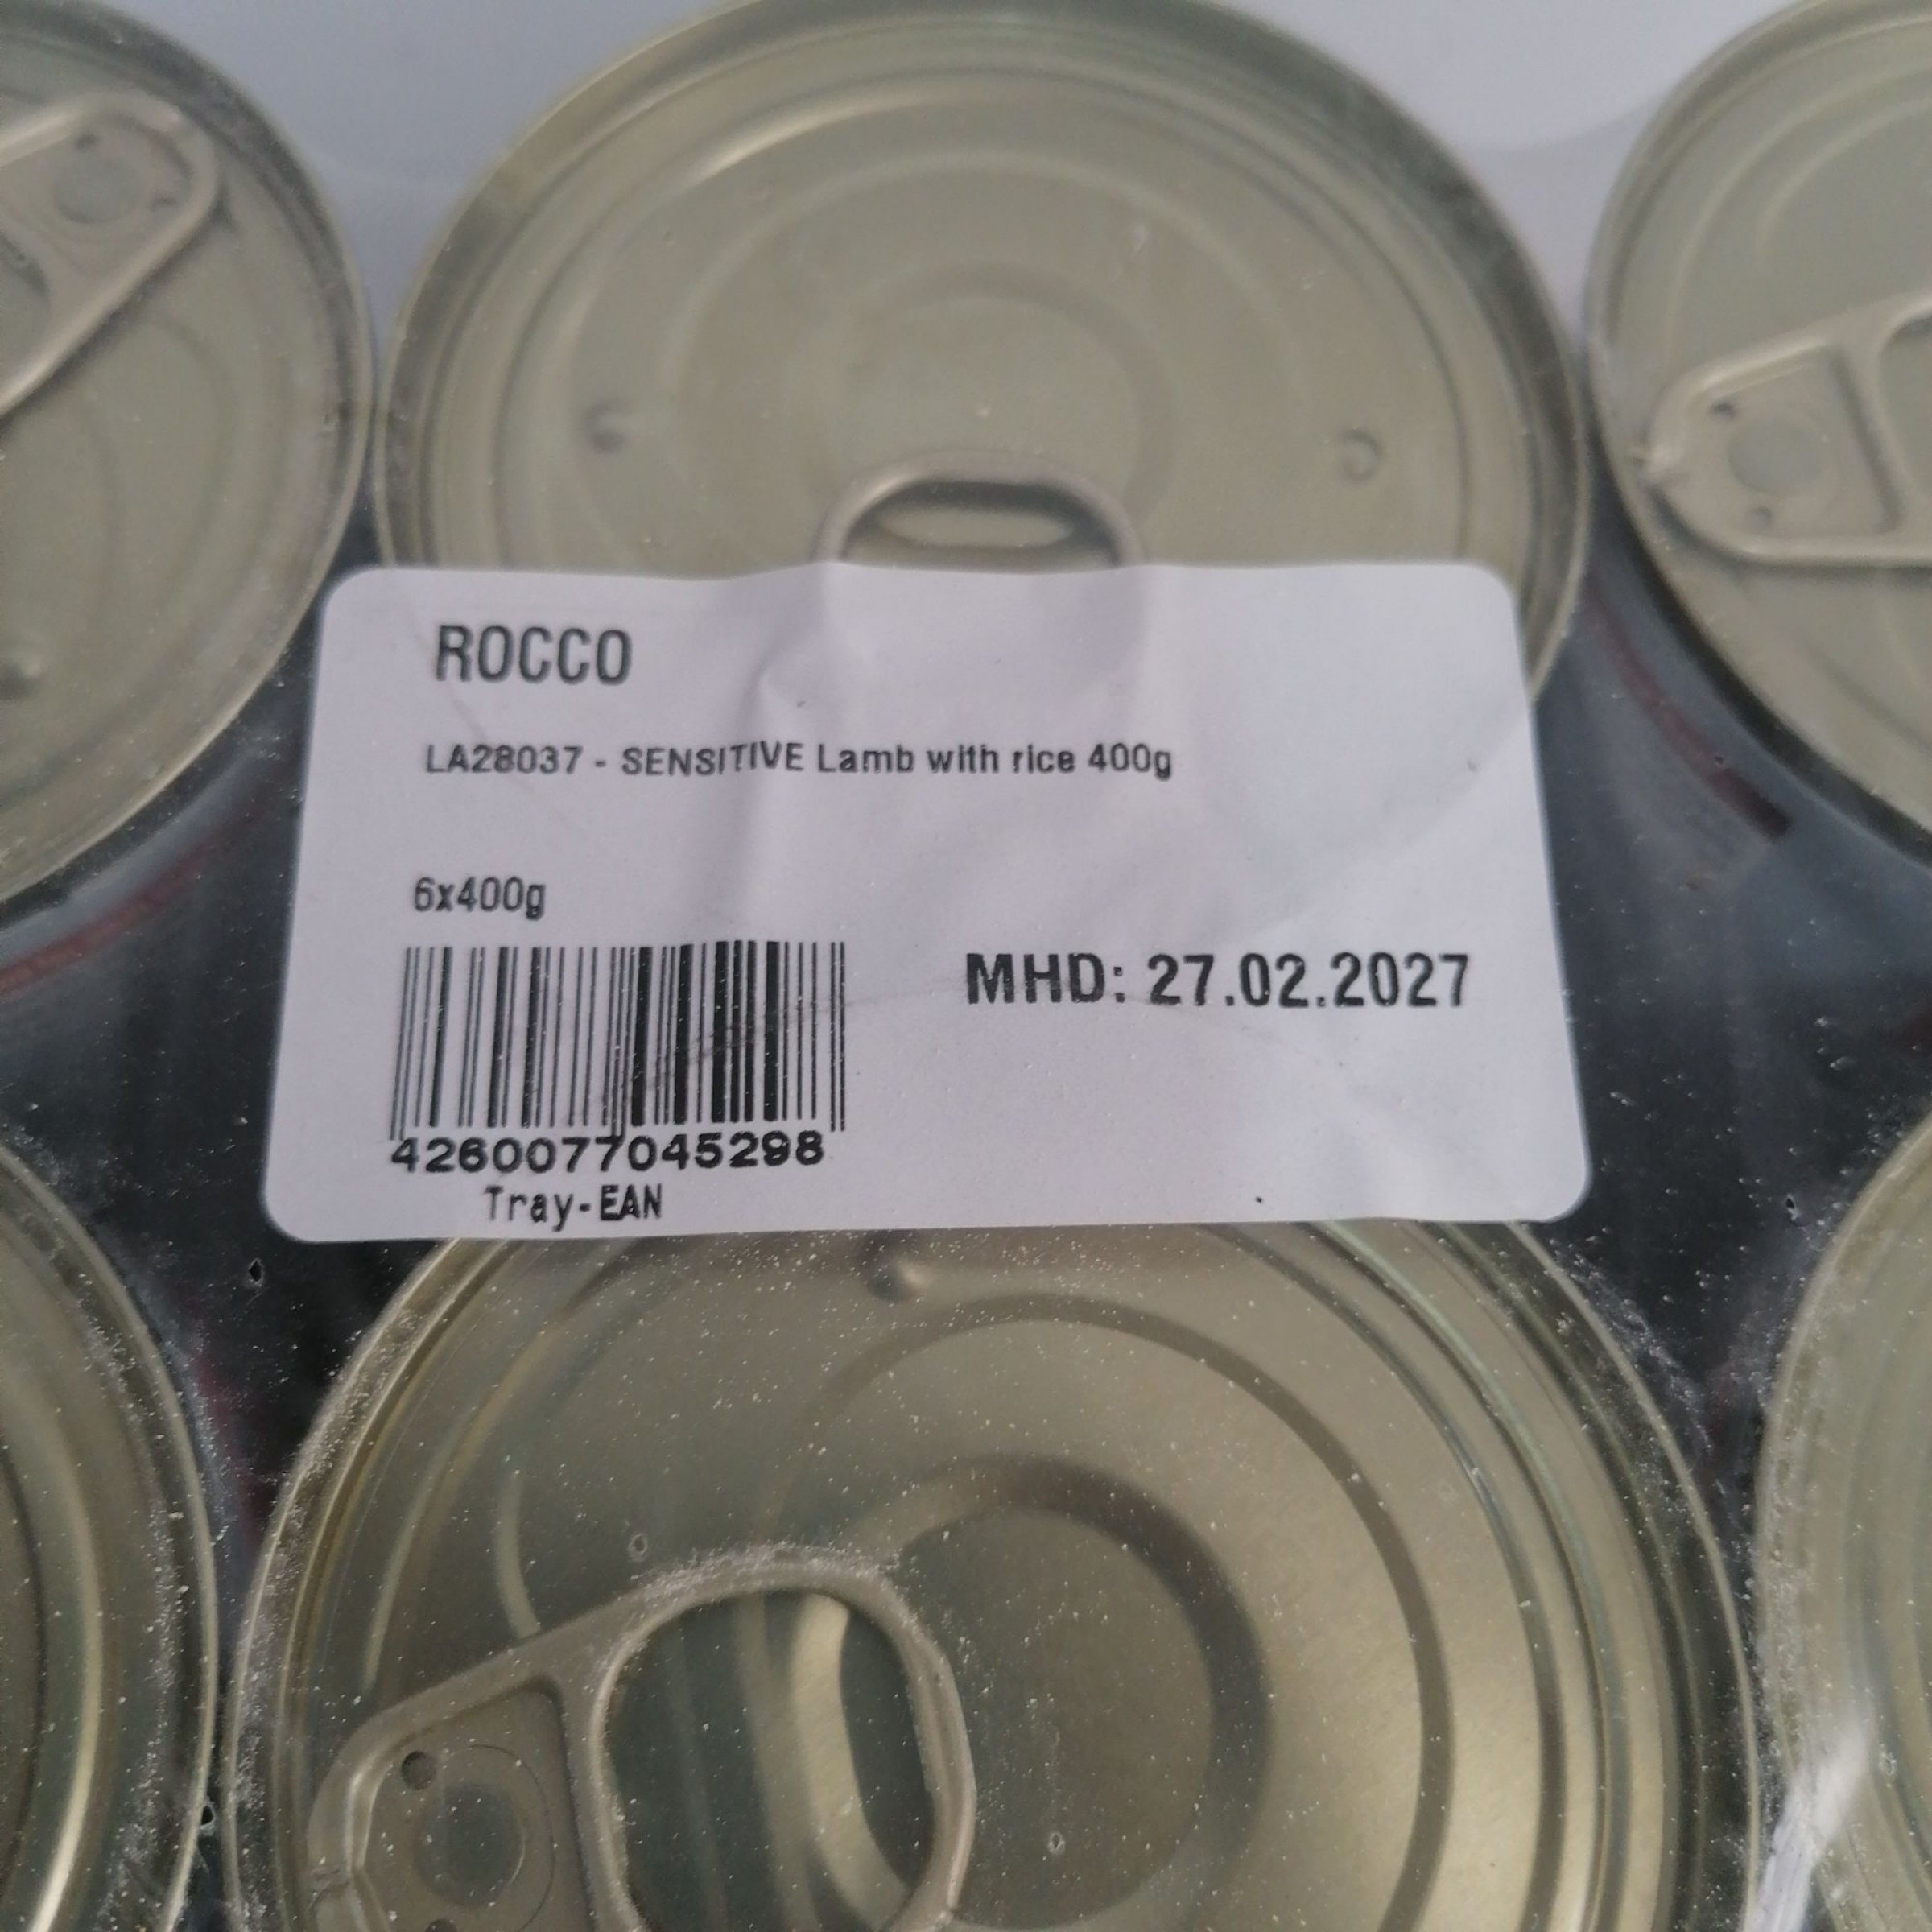 ROCCO
LA28037 - SENSITIVE Lamb with rice 400g
6x400g
MHD: 27.02.2027
4260077045298
Tray-EAN